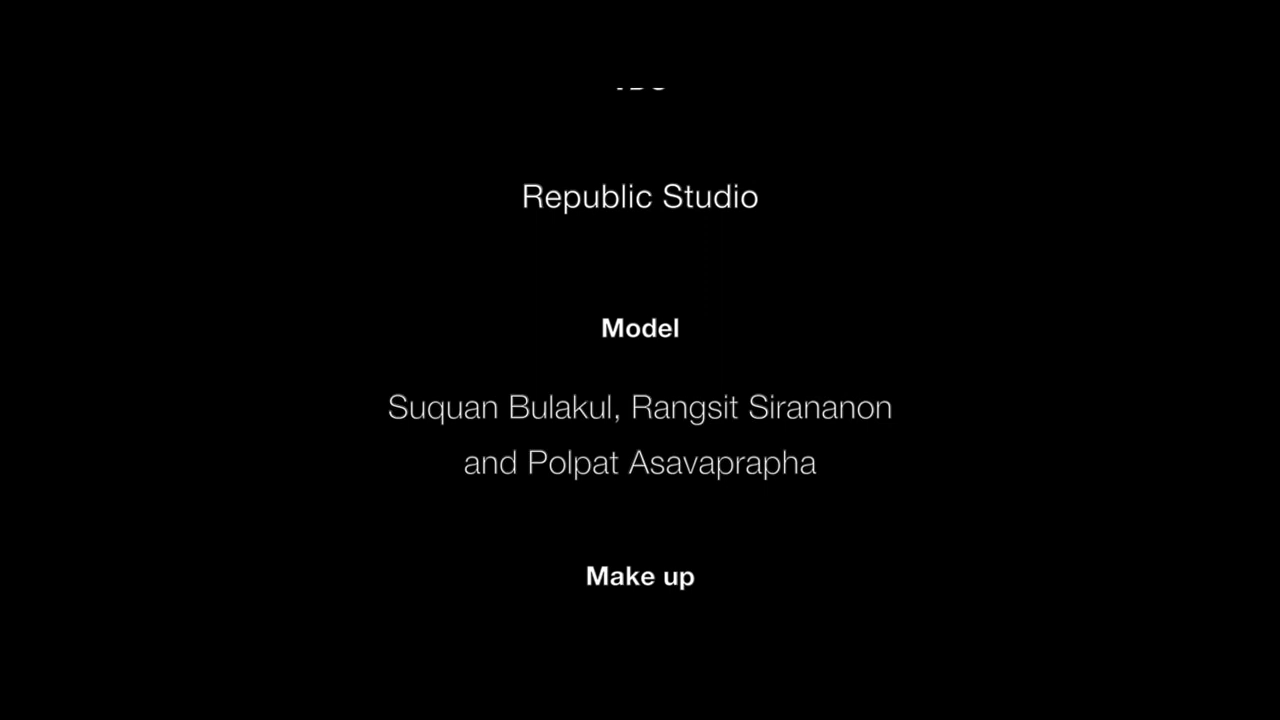 Republic Studio
Model
Suquan Bulakul, Rangsit Sirananon
and Polpat Asavaprapha
Make up